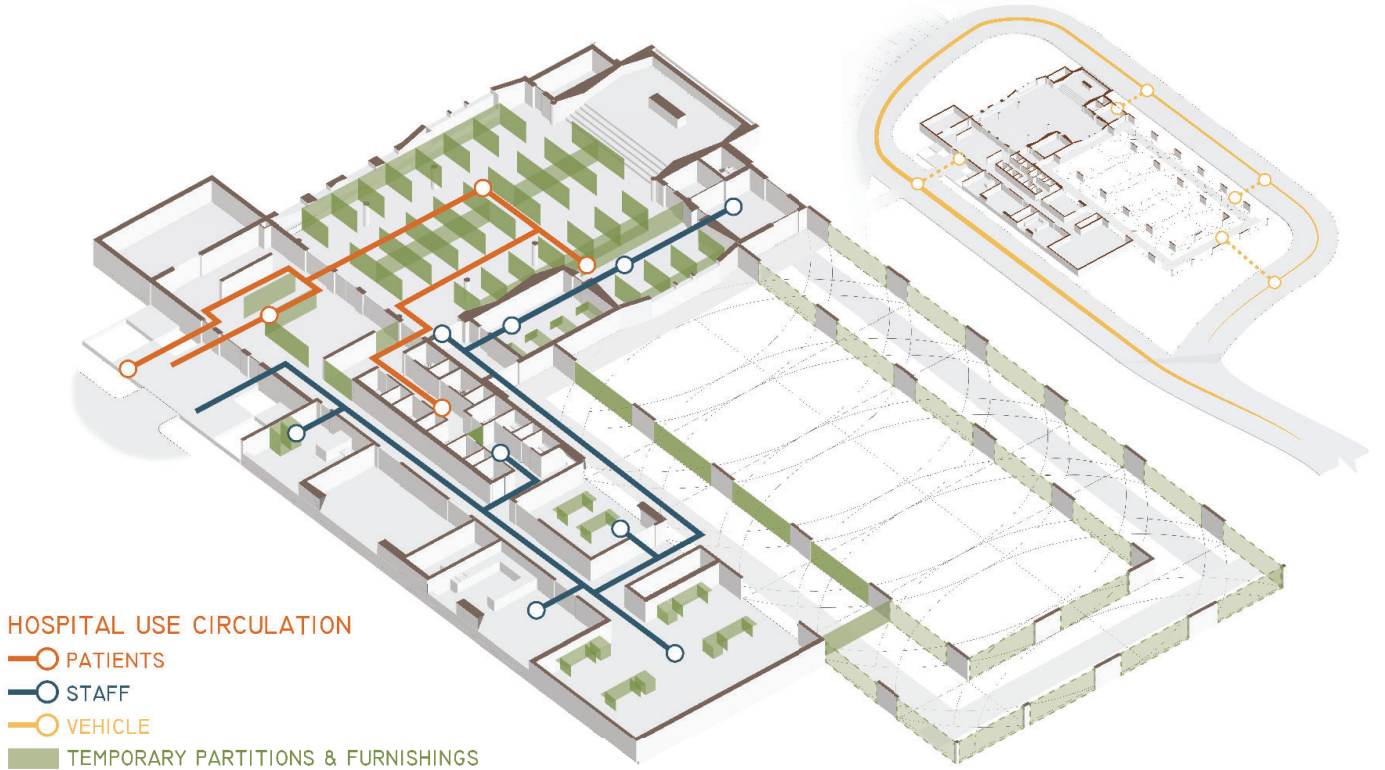 HOSPITAL USE CIRCULATION
PATIENTS
STAFF
VEHICLE
TEMPORARY PARTITIONS & FURNISHINGS